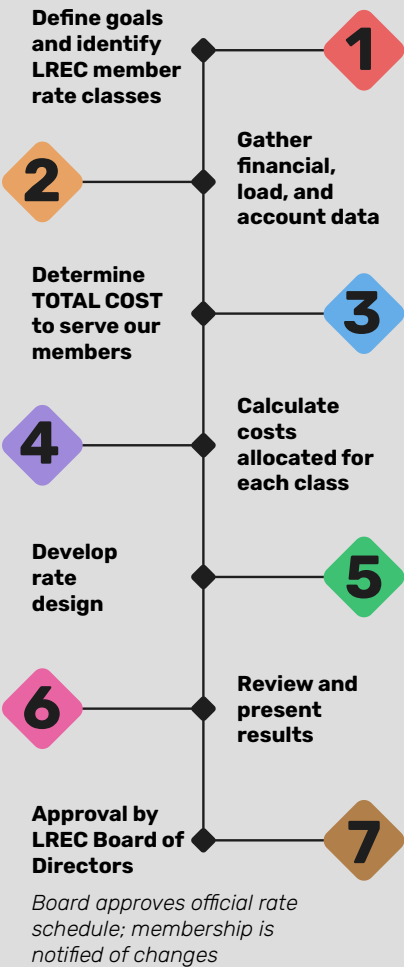 Define goals
and identify
LREC member
rate classes
1
2
Gather
financial,
load, and
account data
Determine
TOTAL COST
to serve our
members
3
4
Calculate
costs
allocated for
each class
Develop
rate
design
5
6
Review and
present
results
Approval by
LREC Board of
Directors
7
Board approves official rate
schedule; membership is
notified of changes